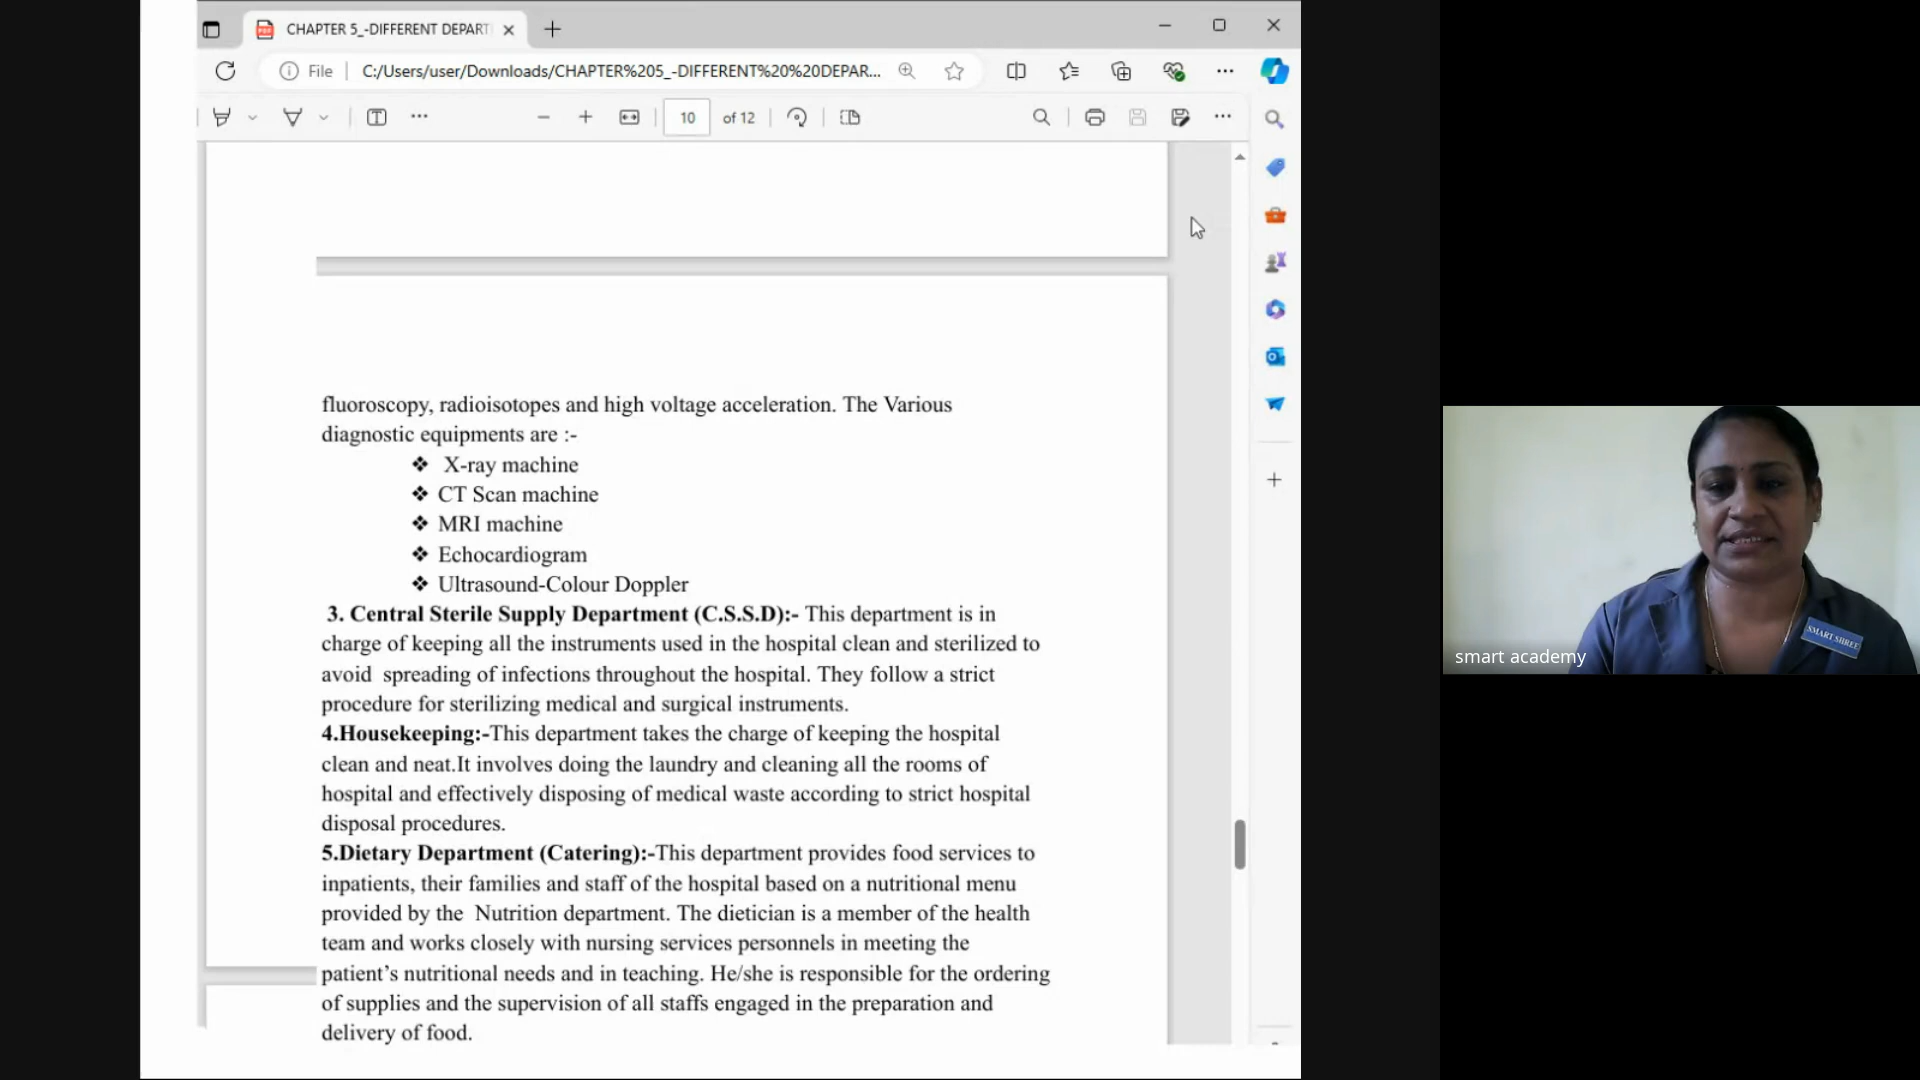 CHAPTER 5_-DIFFERENT DEPART
File
C:/Users/user/Downloads/CHAPTER%205_-DIFFERENT%20%20DEPAR...
10 of 12
fluoroscopy, radioisotopes and high voltage acceleration. The Various
diagnostic equipments are :-
❖ X-ray machine
❖ CT Scan machine
❖ MRI machine
❖ Echocardiogram
❖ Ultrasound-Colour Doppler
3. Central Sterile Supply Department (C.S.S.D):- This department is in
charge of keeping all the instruments used in the hospital clean and sterilized to
avoid spreading of infections throughout the hospital. They follow a strict
procedure for sterilizing medical and surgical instruments.
4.Housekeeping:-This department takes the charge of keeping the hospital
clean and neat.It involves doing the laundry and cleaning all the rooms of
hospital and effectively disposing of medical waste according to strict hospital
disposal procedures.
5.Dietary Department (Catering):-This department provides food services to
inpatients, their families and staff of the hospital based on a nutritional menu
provided by the Nutrition department. The dietician is a member of the health
team and works closely with nursing services personnels in meeting the
patient's nutritional needs and in teaching. He/she is responsible for the ordering
of supplies and the supervision of all staffs engaged in the preparation and
delivery of food.
SMART SHREE
smart academy